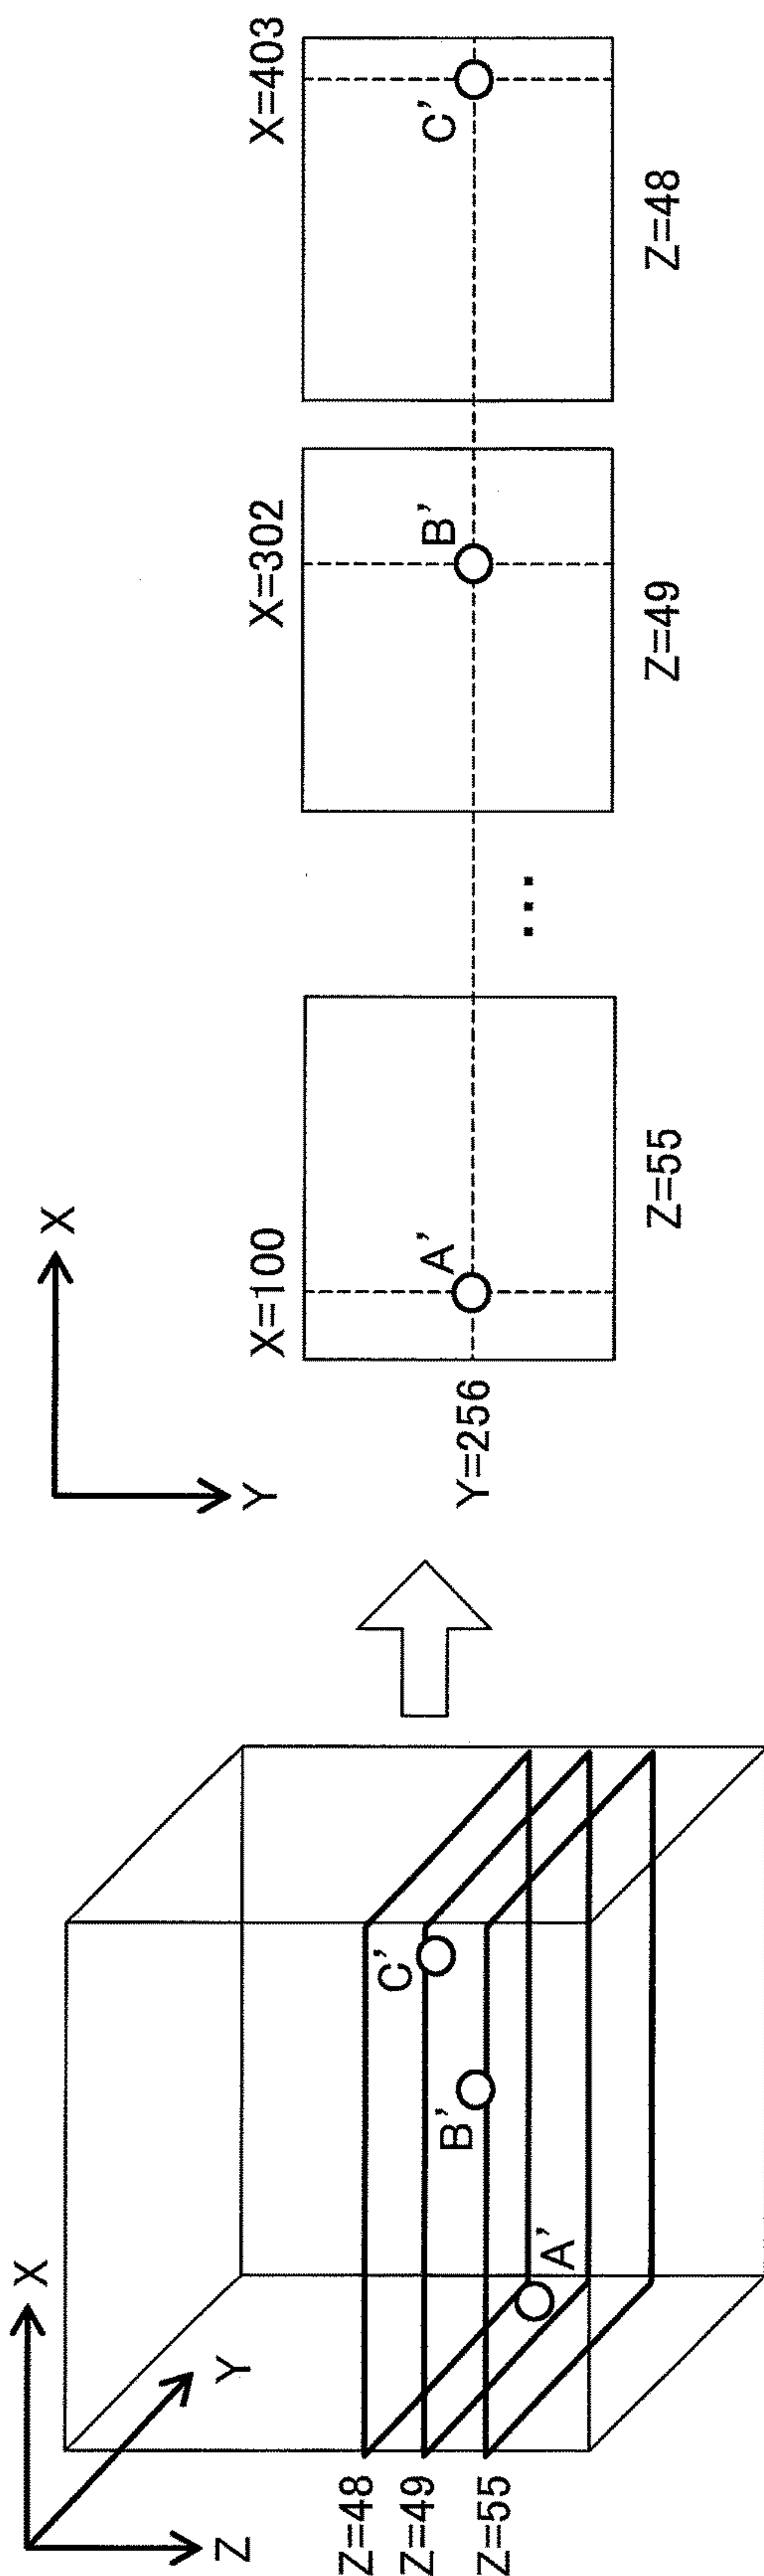 X
Y
Z
Z=48
Z=49
Z=55
A'
B'
C'
X
Y
X=100
X=302
X=403
Y=256
A'
B'
C'
...
Z=55
Z=49
Z=48